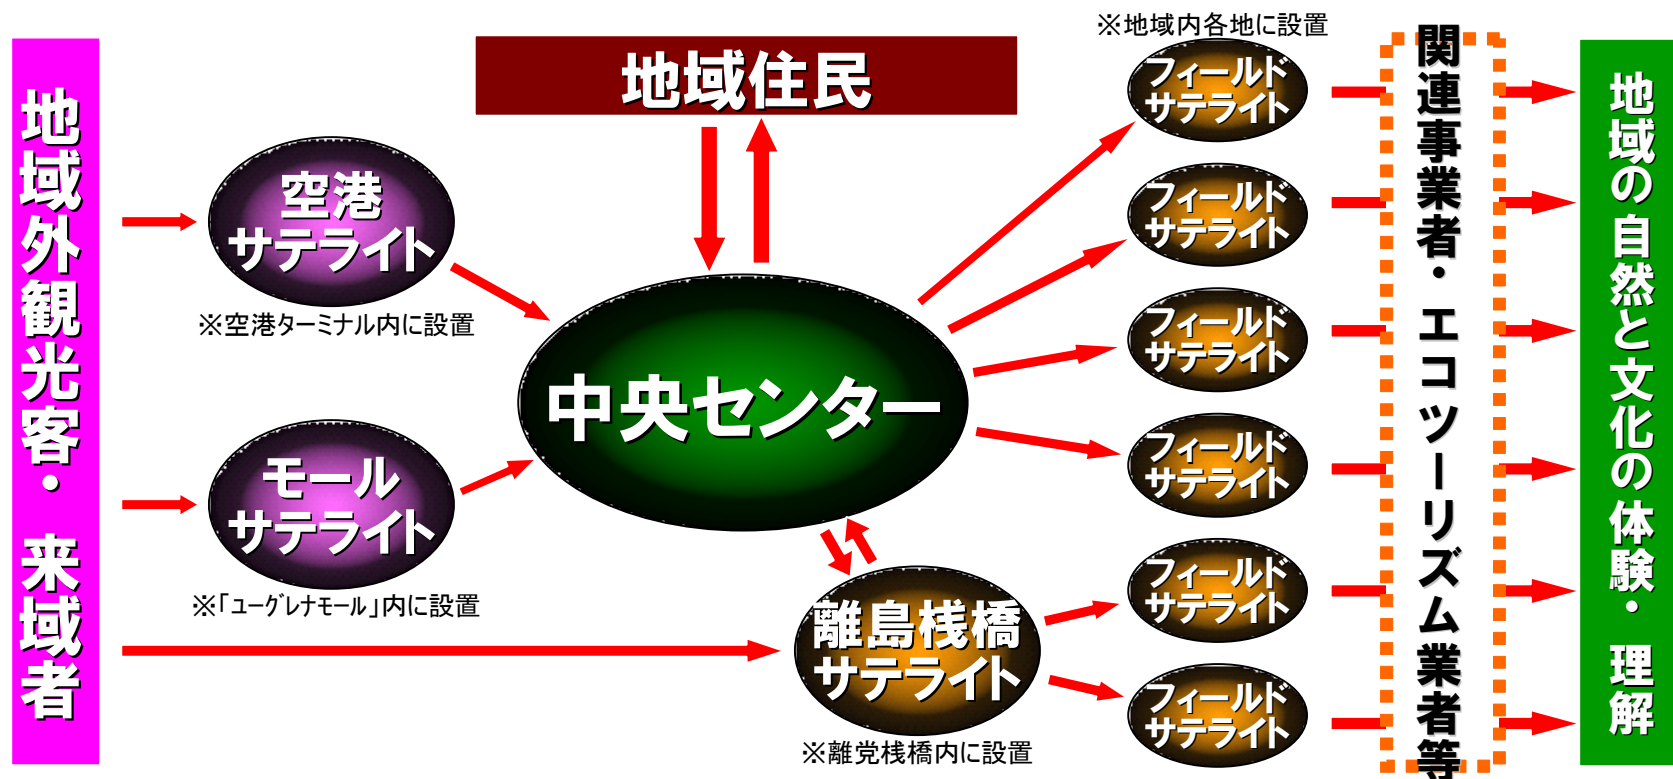 地域外観光客・来域者
空港
サテライト
※空港ターミナル内に設置
モール
サテライト
※「ユーグレナモール」内に設置
地域住民
中央センター
離島桟橋
サテライト
※離党桟橋内に設置
※地域内各地に設置
フィールド
サテライト
フィールド
サテライト
フィールド
サテライト
フィールド
サテライト
フィールド
サテライト
フィールド
サテライト
関連事業者・エコツーリズム業者等
地域の自然と文化の体験・理解